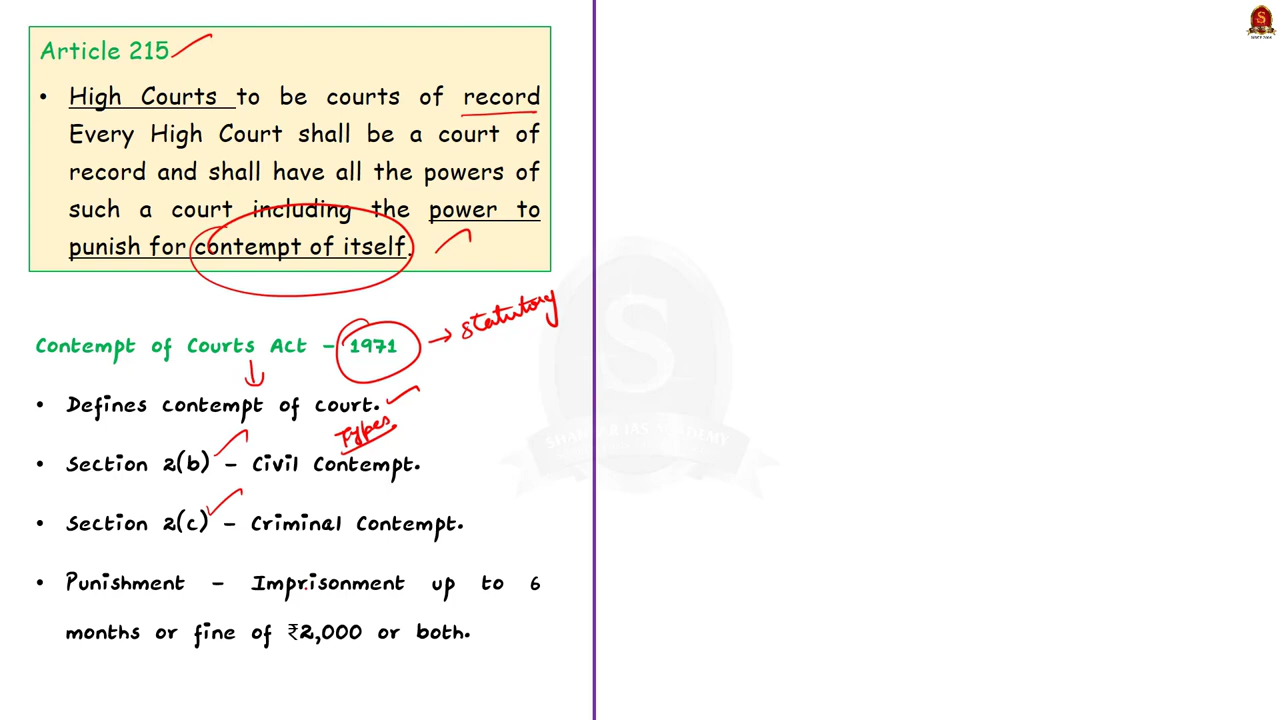 Article 215
• High Courts to be courts of record
Every High Court shall be a court of
record and shall have all the powers of
such a court including the power to
punish for contempt of itself.
Contempt of Courts Act – 1971 → statutory
• Defines contempt of court.
Types
• Section 2(b) – Civil Contempt.
• Section 2(c) – Criminal Contempt.
• Punishment – Imprisonment up to 6
months or fine of ₹2,000 or both.
S
SHANKAR IAS ACADEMY